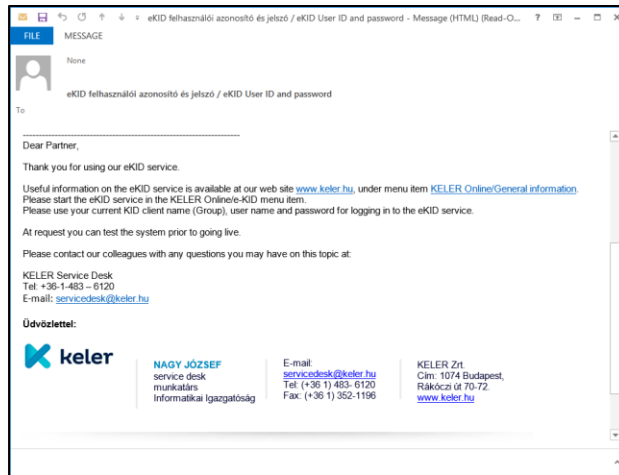 eKID felhasználói azonosító és jelszó / eKID User ID and password - Message (HTML) (Read-O...
FILE MESSAGE
None
eKID felhasználói azonosító és jelszó / eKID User ID and password
To
------------------------------------------------------------------------
Dear Partner,
Thank you for using our eKID service.
Useful information on the eKID service is available at our web site www.keler.hu, under menu item KELER Online/General information.
Please start the eKID service in the KELER Online/e-KID menu item.
Please use your current KID client name (Group), user name and password for logging in to the eKID service.
At request you can test the system prior to going live.
Please contact our colleagues with any questions you may have on this topic at:
KELER Service Desk
Tel: +36-1-483 – 6120
E-mail: servicedesk@keler.hu
Üdvözlettel:
keler
NAGY JÓZSEF
service desk
munkatárs
Informatikai Igazgatóság
E-mail:
servicedesk@keler.hu
Tel: (+36 1) 483- 6120
Fax: (+36 1) 352-1196
KELER Zrt.
Cím: 1074 Budapest,
Rákóczi út 70-72.
www.keler.hu